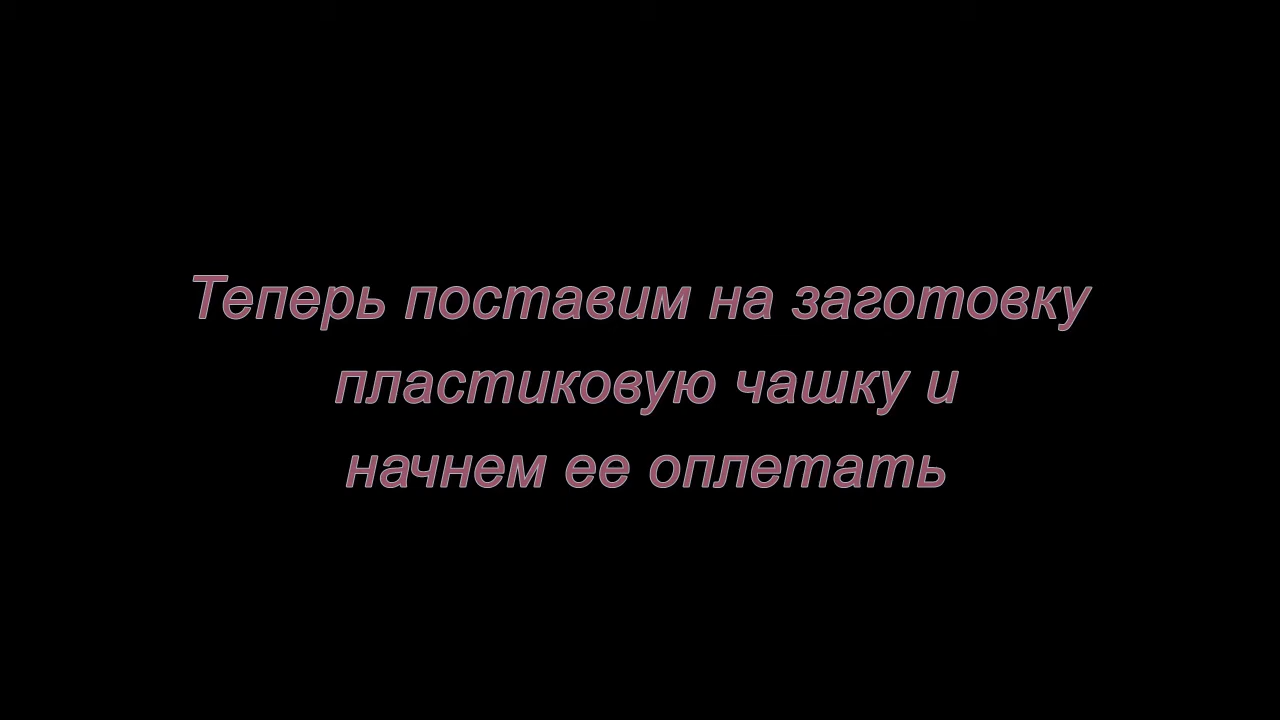 Теперь поставим на заготовку
пластиковую чашку и
начнем ее оплетать